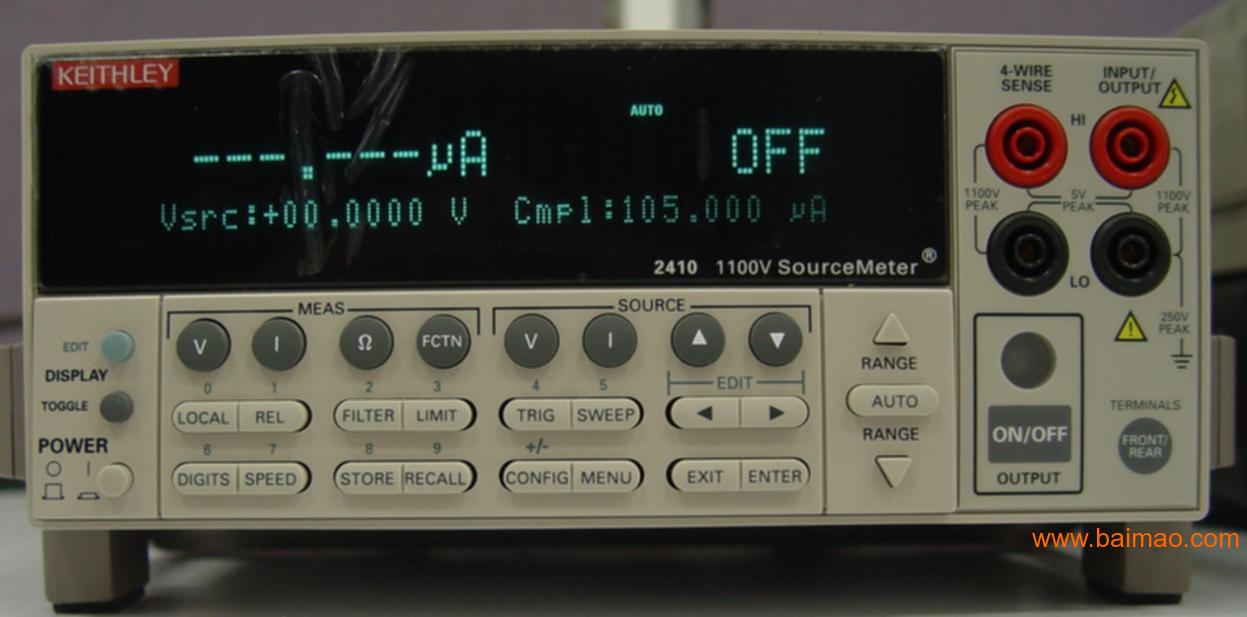 KEITHLEY
AUTO
---.---µA OFF
Vsrc:+00.0000 V Cmpl:105.000 µA
2410 1100V SourceMeter®
4-WIRE SENSE
INPUT/ OUTPUT
HI
1100V PEAK
5V PEAK
1100V PEAK
LO
250V PEAK
MEAS
SOURCE
EDIT
DISPLAY
TOGGLE
POWER
V I Ω FCTN
V I ▲ ▼
0 1 2 3 4 5
EDIT
LOCAL REL FILTER LIMIT TRIG SWEEP ◀ ▶
6 7 8 9 +/-
DIGITS SPEED STORE RECALL CONFIG MENU EXIT ENTER
RANGE
AUTO
RANGE
ON/OFF
OUTPUT
TERMINALS
FRONT/ REAR
www.baimao.com